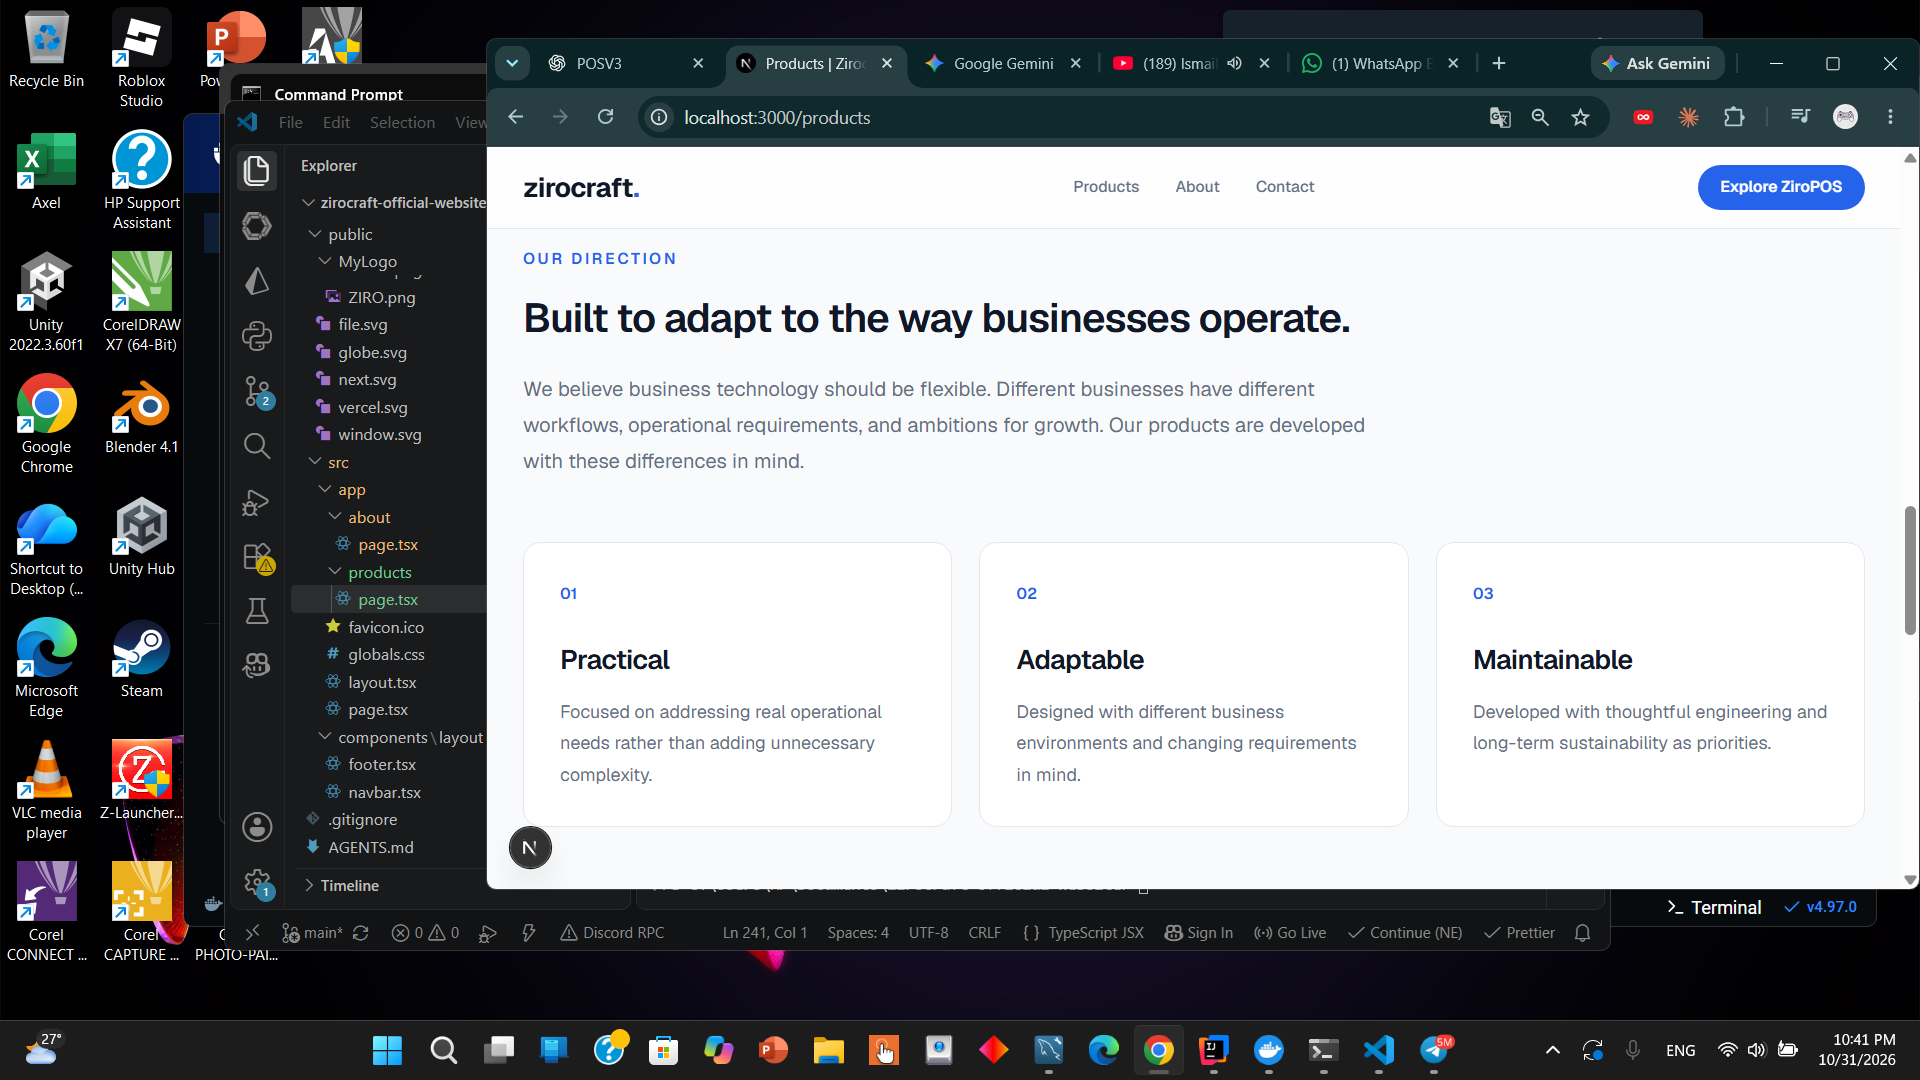 Recycle Bin
Roblox
Studio
Axel
HP Support
Assistant
Unity
2022.3.60f1
CorelDRAW
X7 (64-Bit)
Google
Chrome
Blender 4.1
Shortcut to
Desktop (...
Unity Hub
Microsoft
Edge
Steam
VLC media
player
Z-Launcher...
Corel
CONNECT ...
Corel
CAPTURE ...
PHOTO-PAI...
Command Prompt
File Edit Selection View
Explorer
zirocraft-official-website
public
MyLogo
ZIRO.png
file.svg
globe.svg
next.svg
vercel.svg
window.svg
src
app
about
page.tsx
products
page.tsx
favicon.ico
globals.css
layout.tsx
page.tsx
components\layout
footer.tsx
navbar.tsx
.gitignore
AGENTS.md
Timeline
2
1
main* 0 0 Discord RPC Ln 241, Col 1 Spaces: 4 UTF-8 CRLF { } TypeScript JSX Sign In Go Live Continue (NE) Prettier
Terminal v4.97.0
POSV3
Products | Ziroc
Google Gemini
(189) Ismail
(1) WhatsApp
Ask Gemini
localhost:3000/products
zirocraft.
Products About Contact
Explore ZiroPOS
OUR DIRECTION
Built to adapt to the way businesses operate.
We believe business technology should be flexible. Different businesses have different
workflows, operational requirements, and ambitions for growth. Our products are developed
with these differences in mind.
01
Practical
Focused on addressing real operational
needs rather than adding unnecessary
complexity.
02
Adaptable
Designed with different business
environments and changing requirements
in mind.
03
Maintainable
Developed with thoughtful engineering and
long-term sustainability as priorities.
N
27°
5M
ENG
10:41 PM
10/31/2026